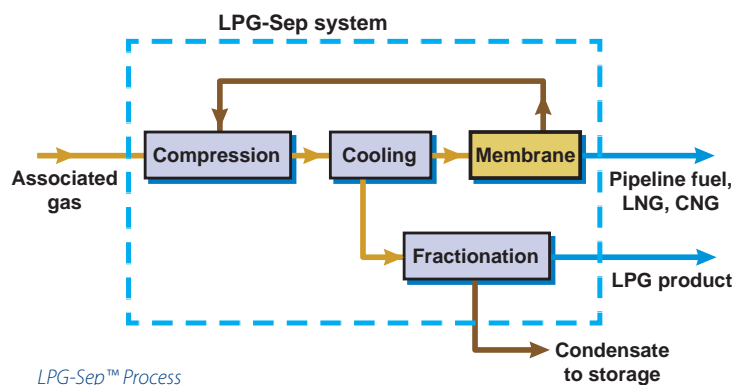 LPG-Sep system
Compression
Cooling
Membrane
Associated
gas
Pipeline fuel,
LNG, CNG
Fractionation
LPG product
Condensate
to storage
LPG-Sep™ Process